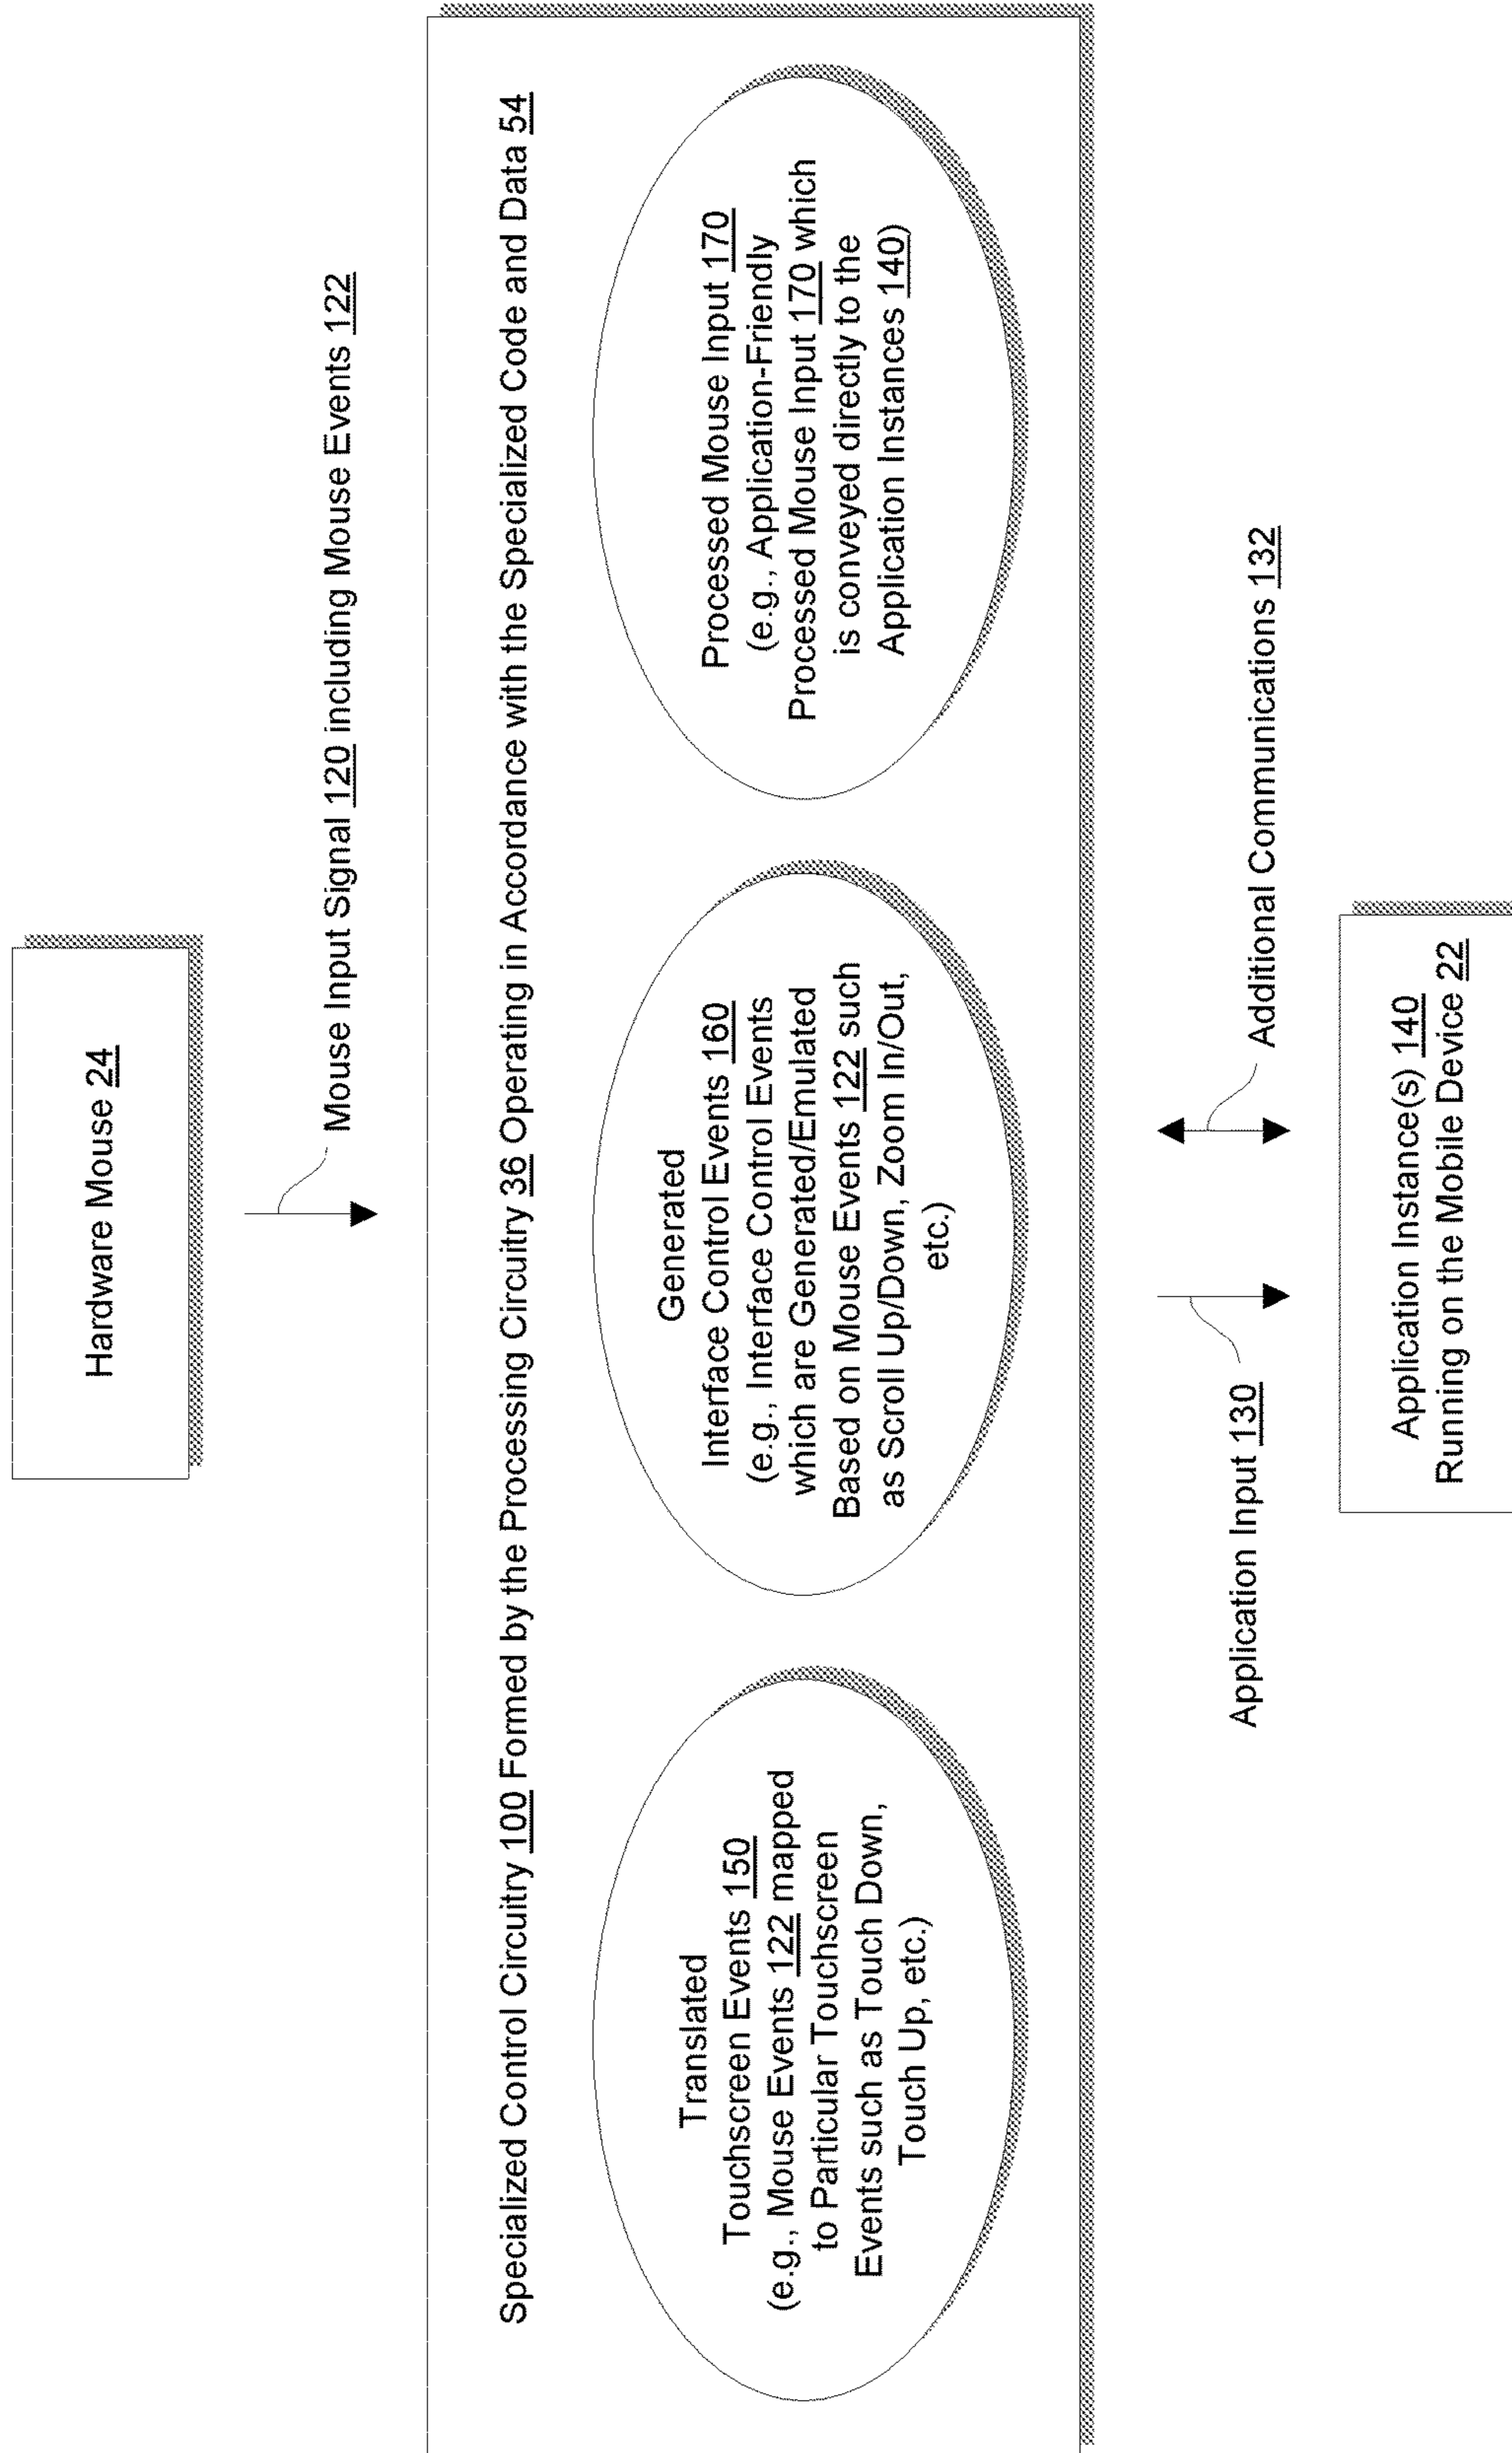 Hardware Mouse 24
Mouse Input Signal 120 including Mouse Events 122
Specialized Control Circuitry 100 Formed by the Processing Circuitry 36 Operating in Accordance with the Specialized Code and Data 54
Translated
Touchscreen Events 150
(e.g., Mouse Events 122 mapped
to Particular Touchscreen
Events such as Touch Down,
Touch Up, etc.)
Generated
Interface Control Events 160
(e.g., Interface Control Events
which are Generated/Emulated
Based on Mouse Events 122 such
as Scroll Up/Down, Zoom In/Out,
etc.)
Processed Mouse Input 170
(e.g., Application-Friendly
Processed Mouse Input 170 which
is conveyed directly to the
Application Instances 140)
Application Input 130
Additional Communications 132
Application Instance(s) 140
Running on the Mobile Device 22